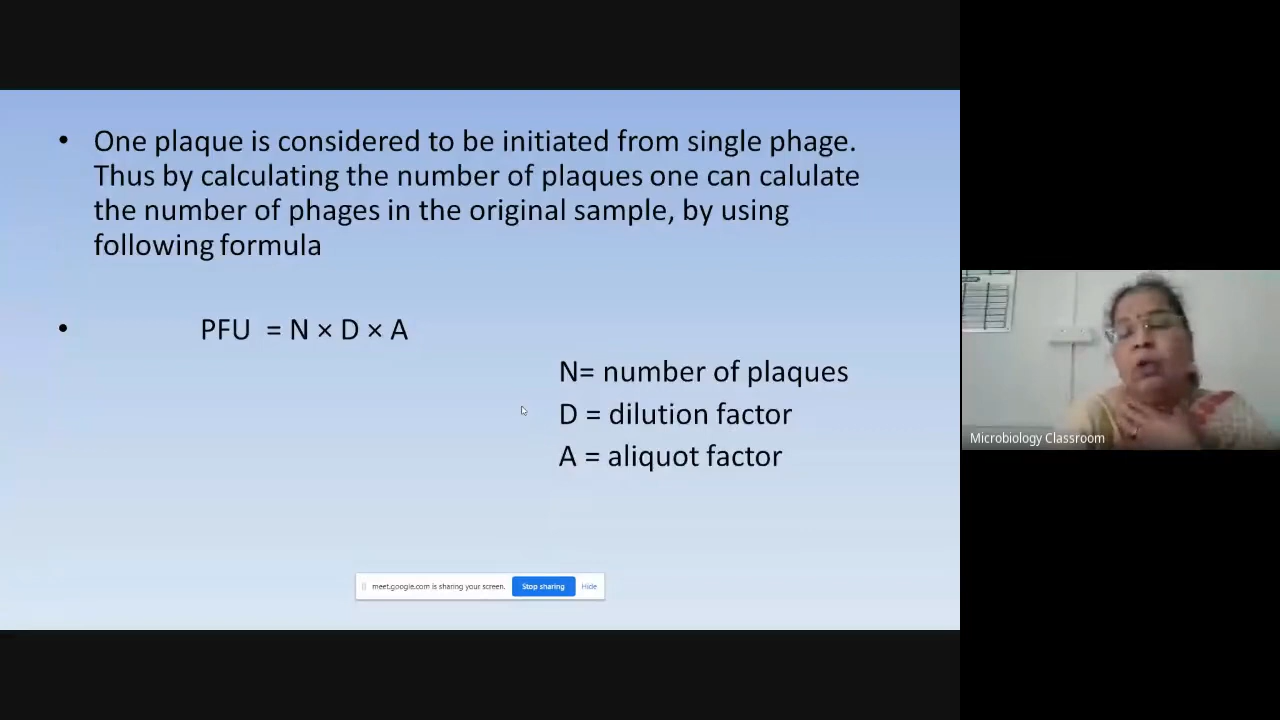 • One plaque is considered to be initiated from single phage.
Thus by calculating the number of plaques one can calulate
the number of phages in the original sample, by using
following formula
• PFU = N × D × A
N= number of plaques
D = dilution factor
A = aliquot factor
meet.google.com is sharing your screen. Stop sharing Hide
Microbiology Classroom